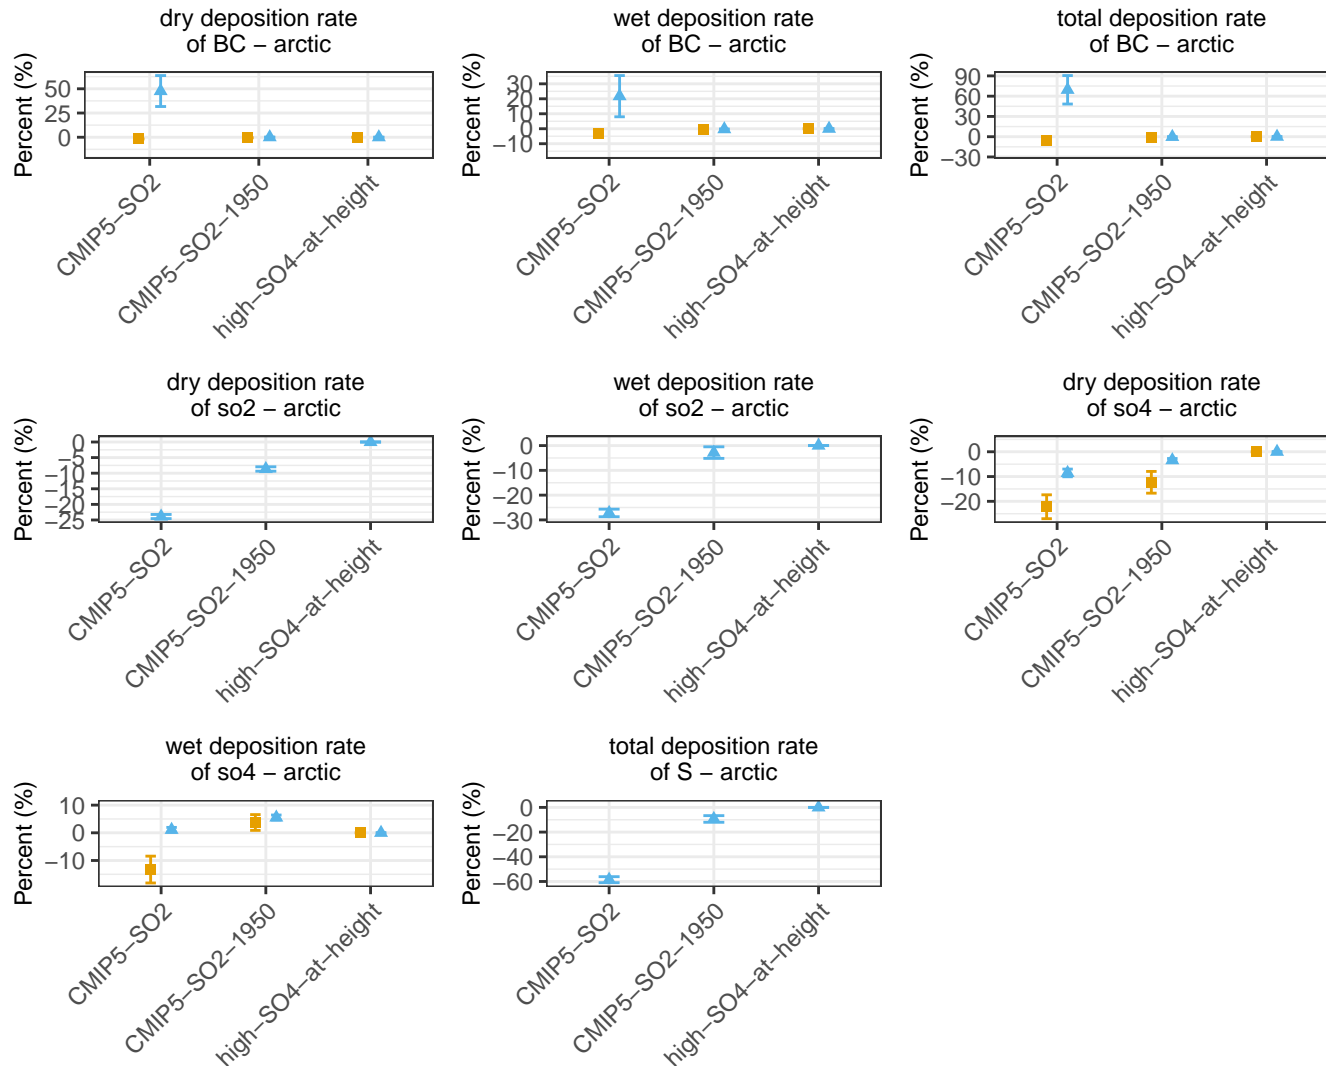 dry deposition rate
of BC − arctic
Percent (%)
50
25
0
CMIP5−SO2
CMIP5−SO2−1950
high−SO4−at−height
wet deposition rate
of BC − arctic
Percent (%)
30
20
10
0
−10
CMIP5−SO2
CMIP5−SO2−1950
high−SO4−at−height
total deposition rate
of BC − arctic
Percent (%)
90
60
30
0
−30
CMIP5−SO2
CMIP5−SO2−1950
high−SO4−at−height
dry deposition rate
of so2 − arctic
Percent (%)
0
−5
−10
−15
−20
−25
CMIP5−SO2
CMIP5−SO2−1950
high−SO4−at−height
wet deposition rate
of so2 − arctic
Percent (%)
0
−10
−20
−30
CMIP5−SO2
CMIP5−SO2−1950
high−SO4−at−height
dry deposition rate
of so4 − arctic
Percent (%)
0
−10
−20
CMIP5−SO2
CMIP5−SO2−1950
high−SO4−at−height
wet deposition rate
of so4 − arctic
Percent (%)
10
0
−10
CMIP5−SO2
CMIP5−SO2−1950
high−SO4−at−height
total deposition rate
of S − arctic
Percent (%)
0
−20
−40
−60
CMIP5−SO2
CMIP5−SO2−1950
high−SO4−at−height